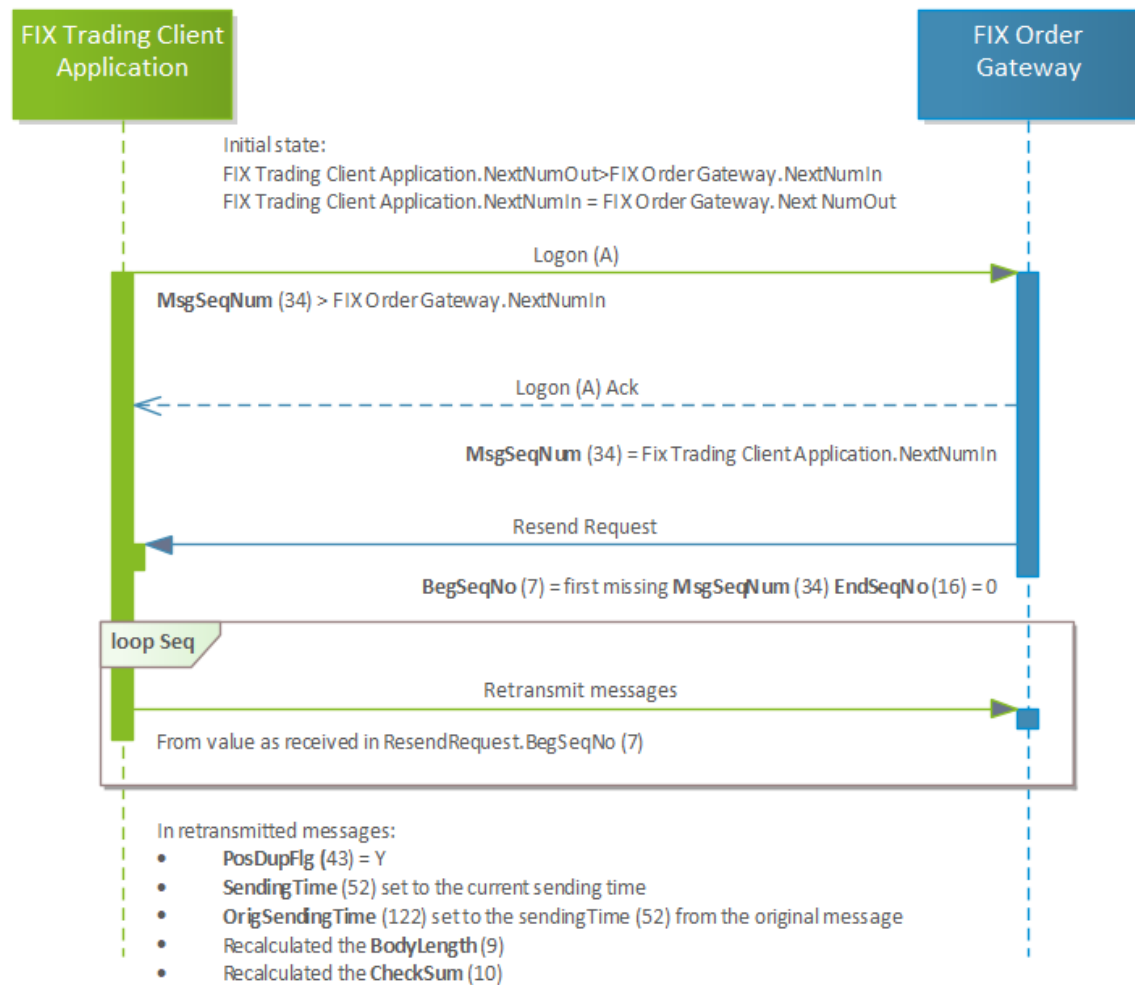 FIX Trading Client
Application
FIX Order
Gateway
Initial state:
FIX Trading Client Application.NextNumOut>FIX Order Gateway.NextNumIn
FIX Trading Client Application.NextNumIn = FIX Order Gateway. Next NumOut
Logon (A)
MsgSeqNum (34) > FIX Order Gateway.NextNumIn
Logon (A) Ack
MsgSeqNum (34) = Fix Trading Client Application.NextNumIn
Resend Request
BegSeqNo (7) = first missing MsgSeqNum (34) EndSeqNo (16) = 0
loop Seq
Retransmit messages
From value as received in ResendRequest.BegSeqNo (7)
In retransmitted messages:
• PosDupFlg (43) = Y
• SendingTime (52) set to the current sending time
• OrigSendingTime (122) set to the sendingTime (52) from the original message
• Recalculated the BodyLength (9)
• Recalculated the CheckSum (10)